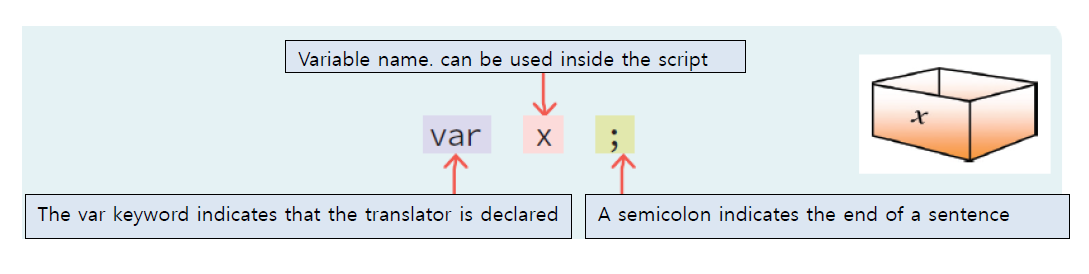 Variable name. can be used inside the script
var x ;
x
The var keyword indicates that the translator is declared
A semicolon indicates the end of a sentence